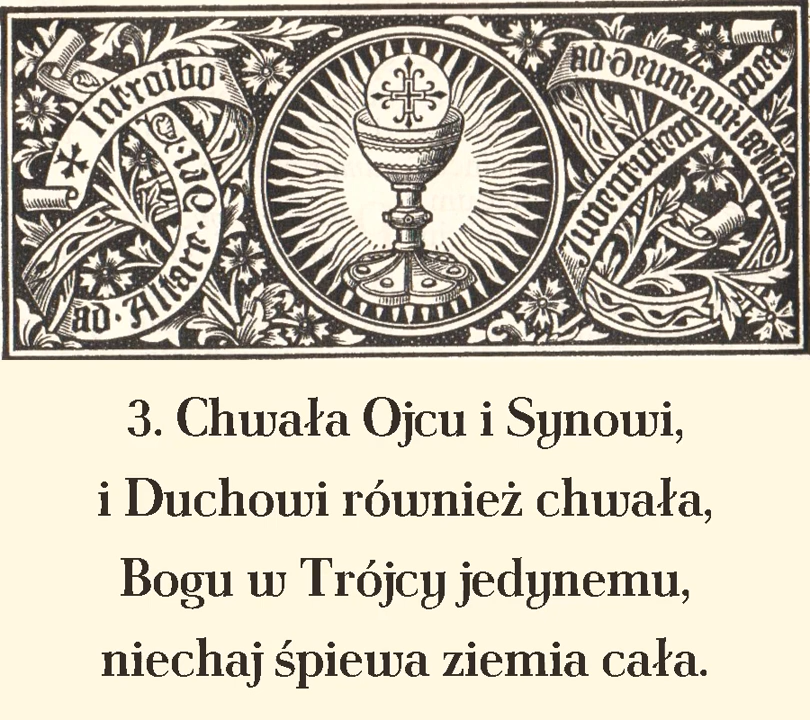 ✠ Introibo
ad · Altare · Dei ·
ad · Deum · qui · lætificat
juventutem meam
3. Chwała Ojcu i Synowi,
i Duchowi również chwała,
Bogu w Trójcy jedynemu,
niechaj śpiewa ziemia cała.